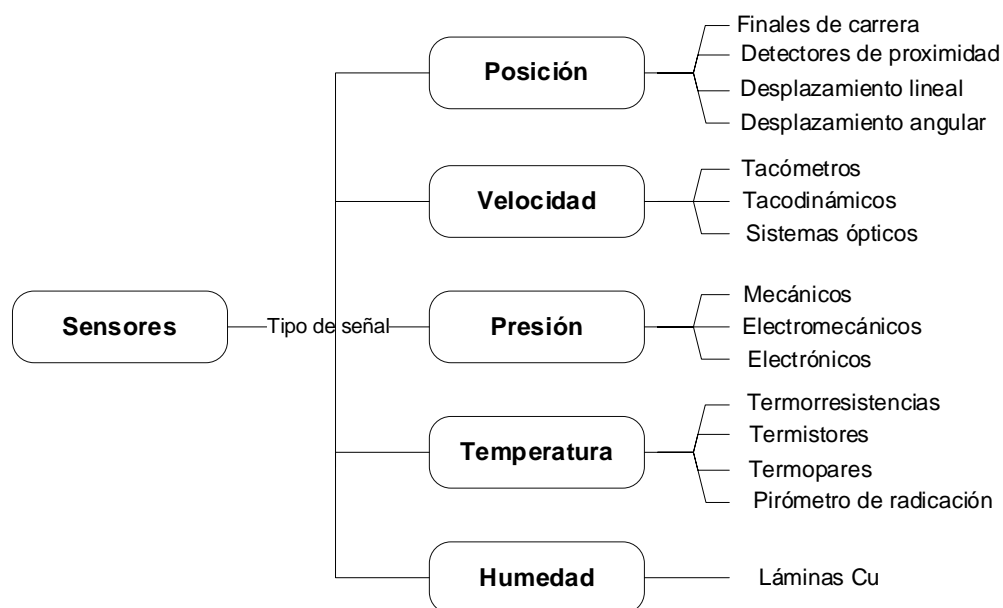 Sensores
Tipo de señal
Posición
Finales de carrera
Detectores de proximidad
Desplazamiento lineal
Desplazamiento angular
Velocidad
Tacómetros
Tacodinámicos
Sistemas ópticos
Presión
Mecánicos
Electromecánicos
Electrónicos
Temperatura
Termorresistencias
Termistores
Termopares
Pirómetro de radicación
Humedad
Láminas Cu